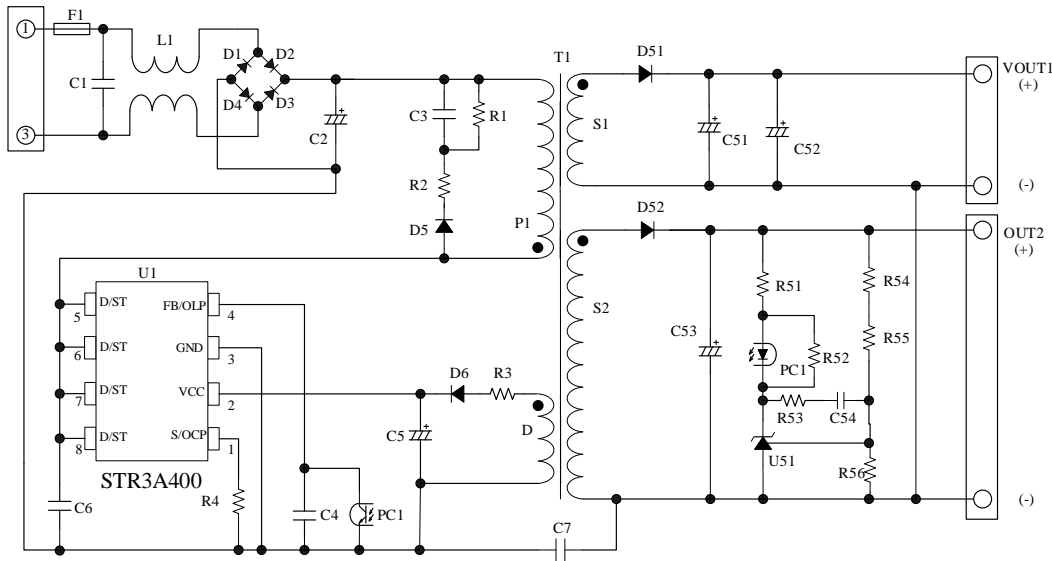 F1
1
L1
C1
3
D1
D2
D4
D3
C2
C3
R1
R2
D5
P1
T1
S1
D51
C51
C52
VOUT1
(+)
(-)
D52
OUT2
(+)
S2
C53
R51
PC1
R52
R53
C54
U51
R54
R55
R56
(-)
U1
D/ST
5
FB/OLP
4
D/ST
6
GND
3
D/ST
7
VCC
2
D/ST
8
S/OCP
1
STR3A400
D6
R3
D
C5
C6
R4
C4
PC1
C7